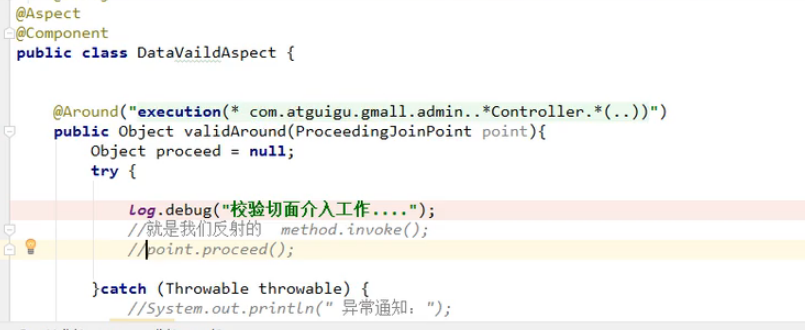 @Aspect
@Component
public class DataVaildAspect {
@Around("execution(* com.atguigu.gmall.admin..*Controller.*(..))")
public Object validAround(ProceedingJoinPoint point){
Object proceed = null;
try {
log.debug("校验切面介入工作....");
//就是我们反射的 method.invoke();
//point.proceed();
}catch (Throwable throwable) {
//System.out.println(" 异常通知：");